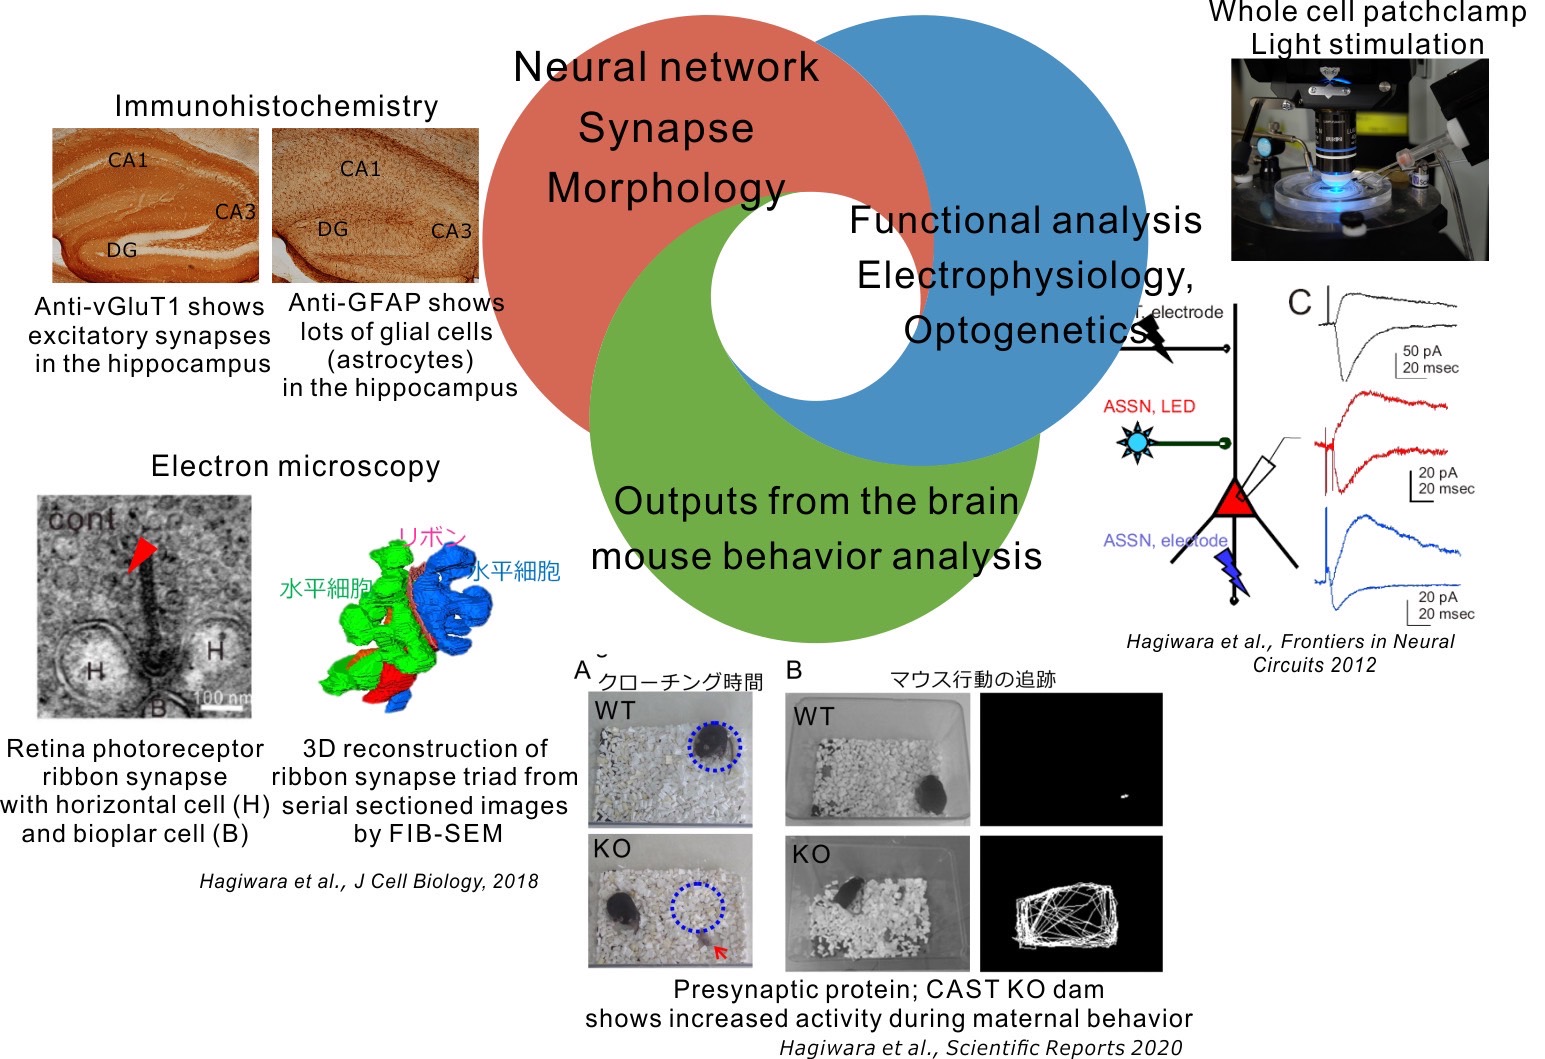 Neural network
Synapse
Morphology
Functional analysis
Electrophysiology,
Optogenetics
Outputs from the brain
mouse behavior analysis
Immunohistochemistry
CA1
CA3
DG
CA1
DG
CA3
Anti-vGluT1 shows
excitatory synapses
in the hippocampus
Anti-GFAP shows
lots of glial cells
(astrocytes)
in the hippocampus
Electron microscopy
cont
H
H
B
100 nm
リボン
水平細胞
水平細胞
Retina photoreceptor
ribbon synapse
with horizontal cell (H)
and bioplar cell (B)
3D reconstruction of
ribbon synapse triad from
serial sectioned images
by FIB-SEM
Hagiwara et al., J Cell Biology, 2018
Whole cell patchclamp
Light stimulation
electrode
ASSN, LED
ASSN, electode
C
50 pA
20 msec
20 pA
20 msec
20 pA
20 msec
Hagiwara et al., Frontiers in Neural
Circuits 2012
A
クローチング時間
WT
KO
B
マウス行動の追跡
WT
KO
Presynaptic protein; CAST KO dam
shows increased activity during maternal behavior
Hagiwara et al., Scientific Reports 2020